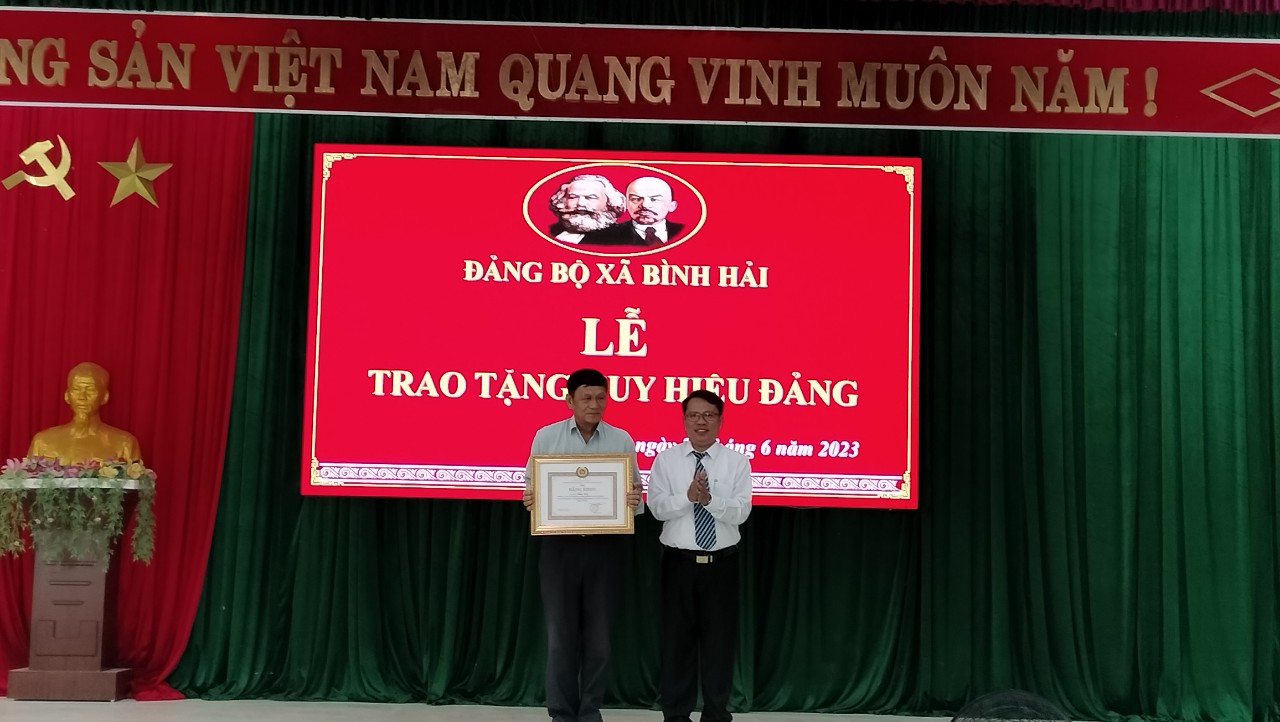 NG SẢN VIỆT NAM QUANG VINH MUÔN NĂM !
ĐẢNG BỘ XÃ BÌNH HẢI
LỄ
TRAO TẶNG UY HIỆU ĐẢNG
ngày háng 6 năm 2023